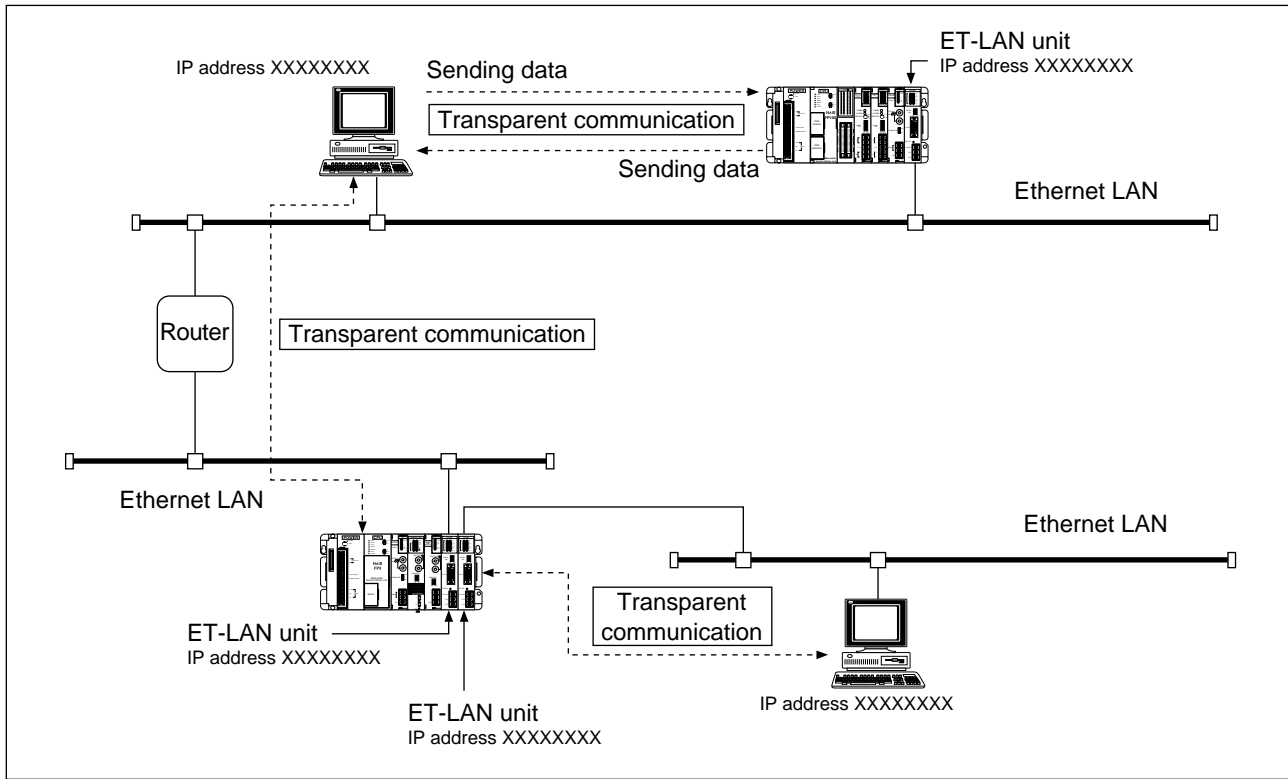 ET-LAN unit
IP address XXXXXXXX
IP address XXXXXXXX
Sending data
Transparent communication
Sending data
Ethernet LAN
Router
Transparent communication
Ethernet LAN
Ethernet LAN
Transparent
communication
ET-LAN unit
IP address XXXXXXXX
IP address XXXXXXXX
ET-LAN unit
IP address XXXXXXXX